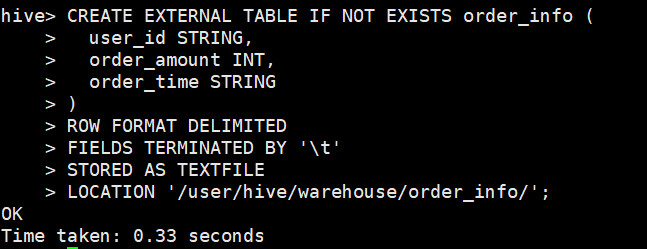 hive> CREATE EXTERNAL TABLE IF NOT EXISTS order_info (
    >   user_id STRING,
    >   order_amount INT,
    >   order_time STRING
    > )
    > ROW FORMAT DELIMITED
    > FIELDS TERMINATED BY '\t'
    > STORED AS TEXTFILE
    > LOCATION '/user/hive/warehouse/order_info/';
OK
Time taken: 0.33 seconds